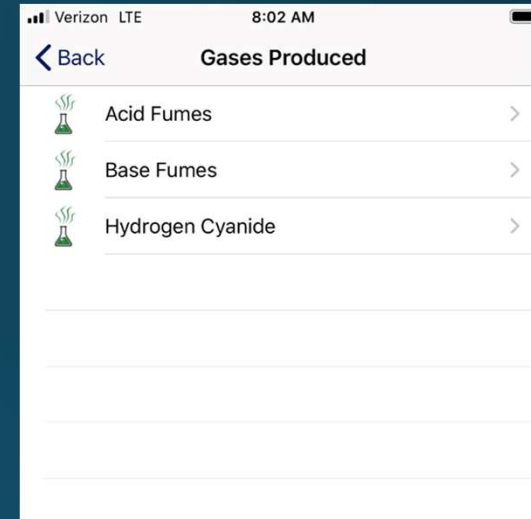 Verizon LTE 8:02 AM
Back Gases Produced
Acid Fumes
Base Fumes
Hydrogen Cyanide